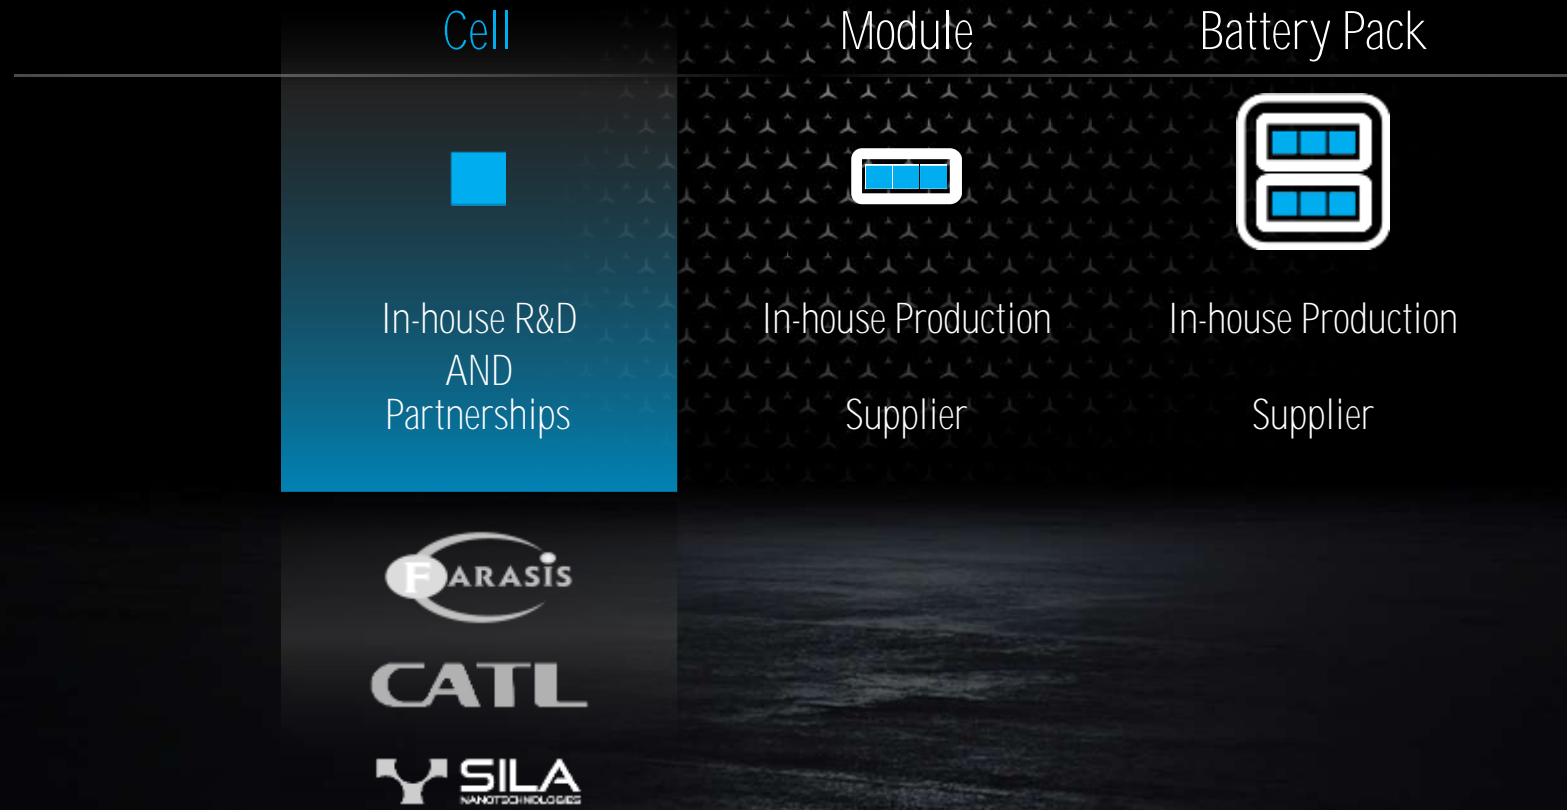 Cell
Module
Battery Pack
In-house R&D
AND
Partnerships
In-house Production
Supplier
In-house Production
Supplier
FARASIS
CATL
SILA
NANOTECHNOLOGIES